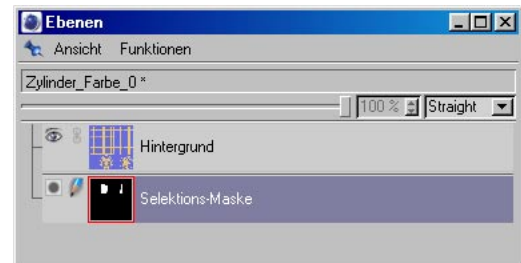 Ebenen
Ansicht Funktionen
Zylinder_Farbe_0 *
100 % Straight
Hintergrund
Selektions-Maske